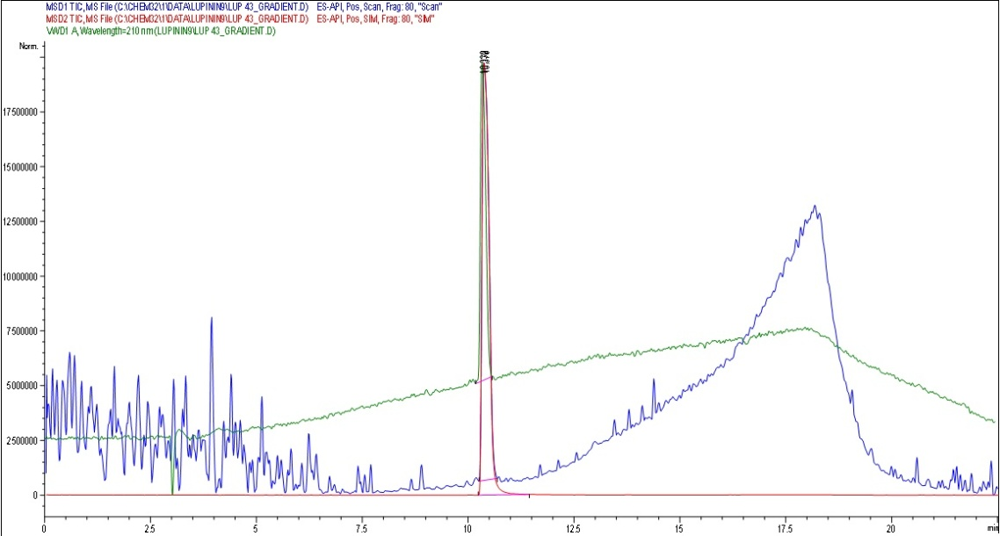 MSD1 TIC, MS File (C:\CHEM32\1\DATA\LUPININ9\LUP 43_GRADIENT.D) ES-API, Pos, Scan, Frag: 80, "Scan"
MSD2 TIC, MS File (C:\CHEM32\1\DATA\LUPININ9\LUP 43_GRADIENT.D) ES-API, Pos, SIM, Frag: 80, "SIM"
VWD1 A, Wavelength=210 nm (LUPININ9\LUP 43_GRADIENT.D)
Norm.
17500000
15000000
12500000
10000000
7500000
5000000
2500000
0
0 2.5 5 7.5 10 12.5 15 17.5 20 min